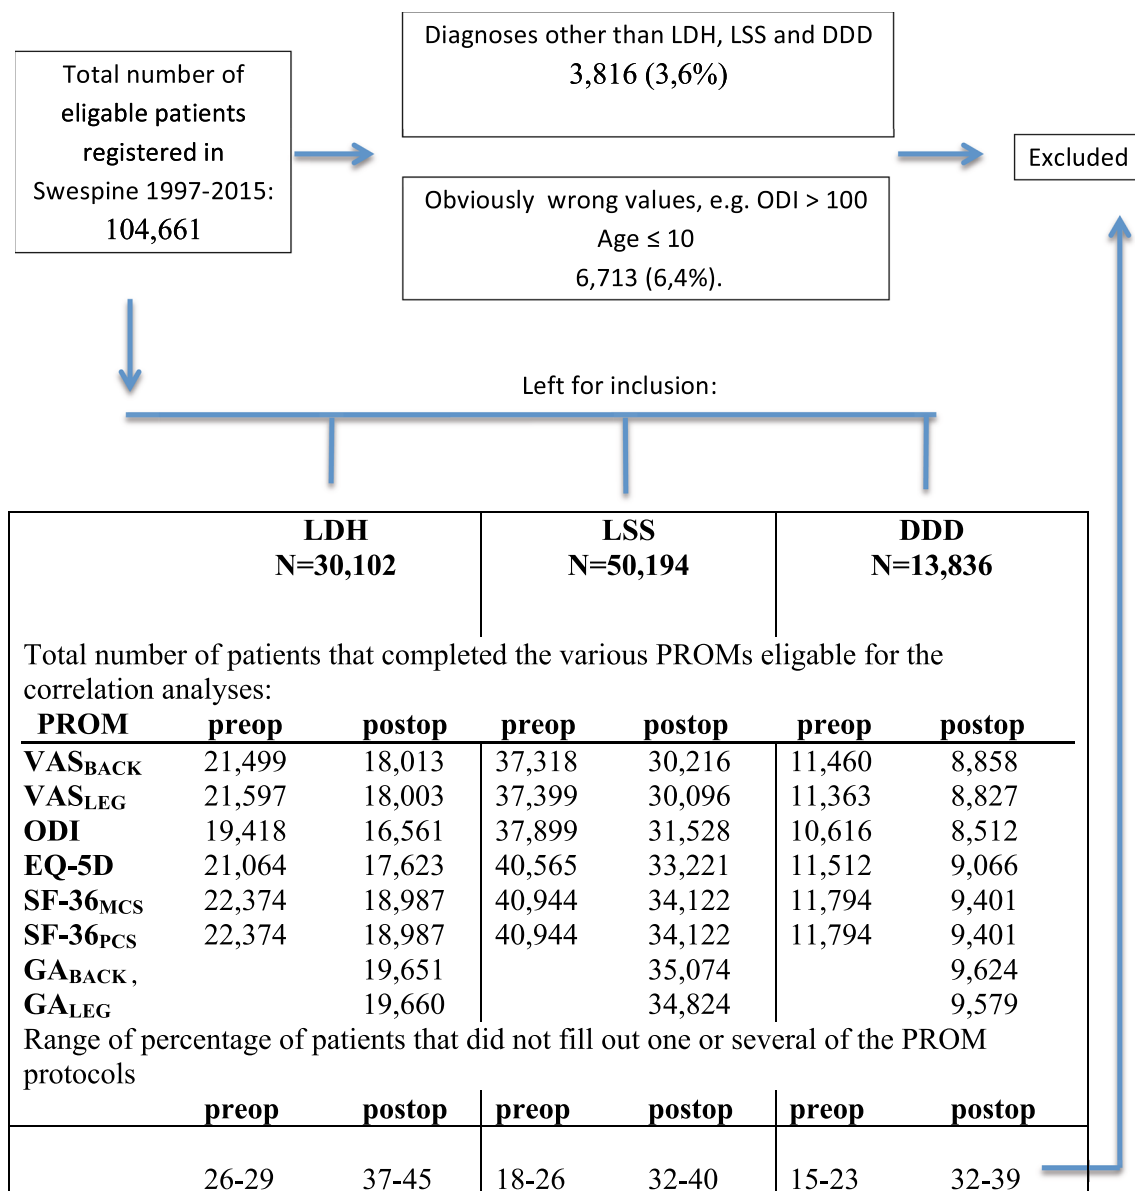 Total number of
eligable patients
registered in
Swespine 1997-2015:
104,661
Diagnoses other than LDH, LSS and DDD
3,816 (3,6%)
Obviously wrong values, e.g. ODI > 100
Age ≤ 10
6,713 (6,4%).
Excluded
Left for inclusion:
LDH LSS DDD
N=30,102 N=50,194 N=13,836
Total number of patients that completed the various PROMs eligible for the
correlation analyses:
PROM preop postop preop postop preop postop
VASBACK 21,499 18,013 37,318 30,216 11,460 8,858
VASLEG 21,597 18,003 37,399 30,096 11,363 8,827
ODI 19,418 16,561 37,899 31,528 10,616 8,512
EQ-5D 21,064 17,623 40,565 33,221 11,512 9,066
SF-36MCS 22,374 18,987 40,944 34,122 11,794 9,401
SF-36PCS 22,374 18,987 40,944 34,122 11,794 9,401
GABACK , 19,651 35,074 9,624
GALEG 19,660 34,824 9,579
Range of percentage of patients that did not fill out one or several of the PROM
protocols
preop postop preop postop preop postop
26-29 37-45 18-26 32-40 15-23 32-39